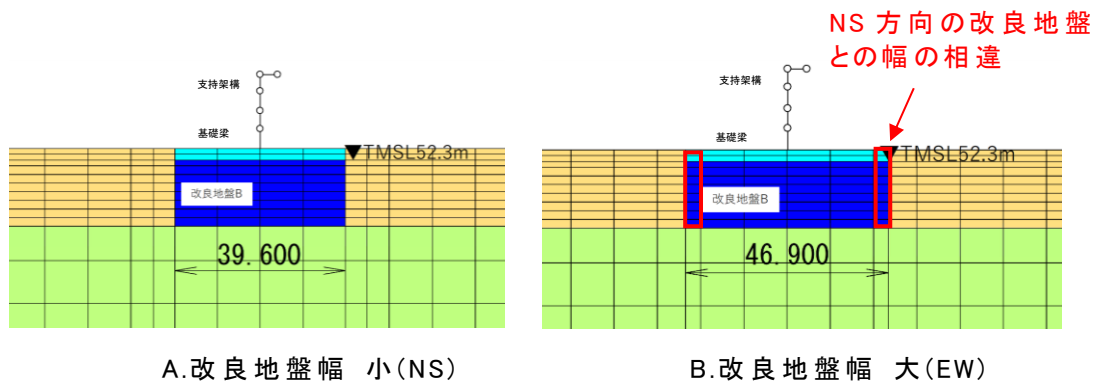 NS 方向の改良地盤
との幅の相違
支持架構
基礎梁
▼TMSL52.3m
改良地盤B
39.600
支持架構
基礎梁
▼TMSL52.3m
改良地盤B
46.900
A.改良地盤幅 小(NS)
B.改良地盤幅 大(EW)